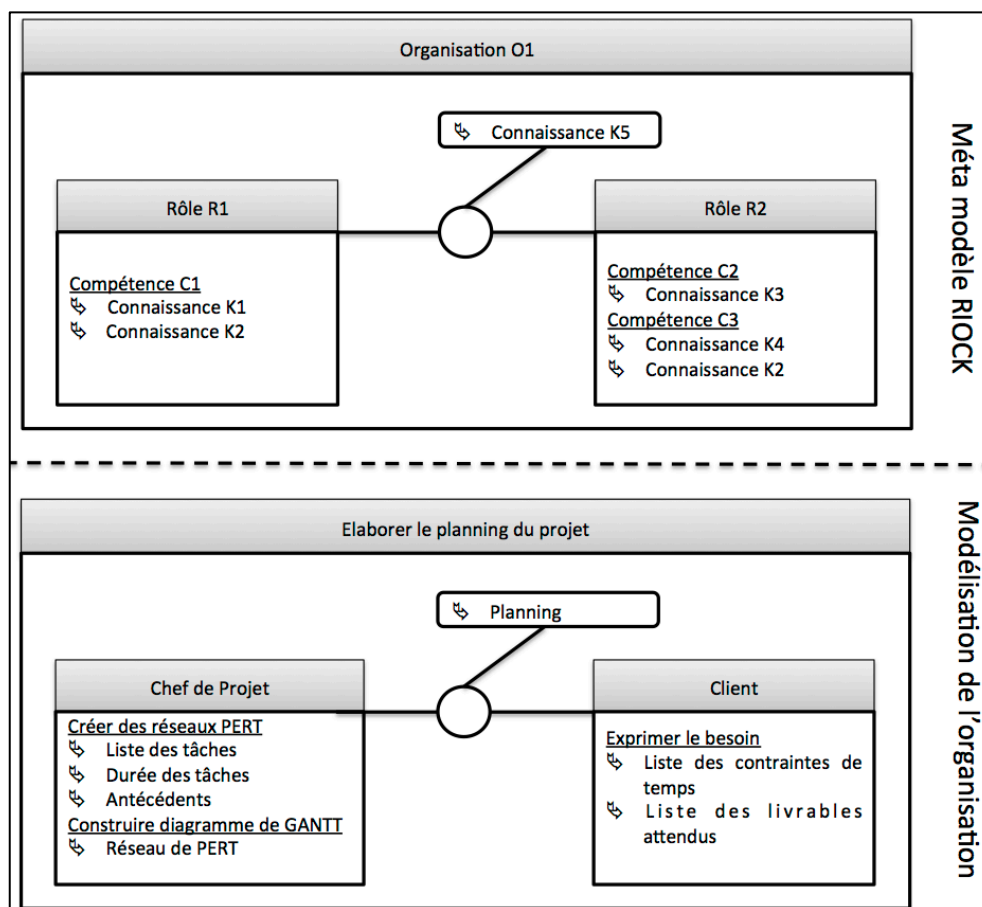 Organisation O1
Connaissance K5
Rôle R1
Compétence C1
Connaissance K1
Connaissance K2
Rôle R2
Compétence C2
Connaissance K3
Compétence C3
Connaissance K4
Connaissance K2
Méta modèle RIOCK
Elaborer le planning du projet
Planning
Chef de Projet
Créer des réseaux PERT
Liste des tâches
Durée des tâches
Antécédents
Construire diagramme de GANTT
Réseau de PERT
Client
Exprimer le besoin
Liste des contraintes de
temps
Liste des livrables
attendus
Modélisation de l'organisation